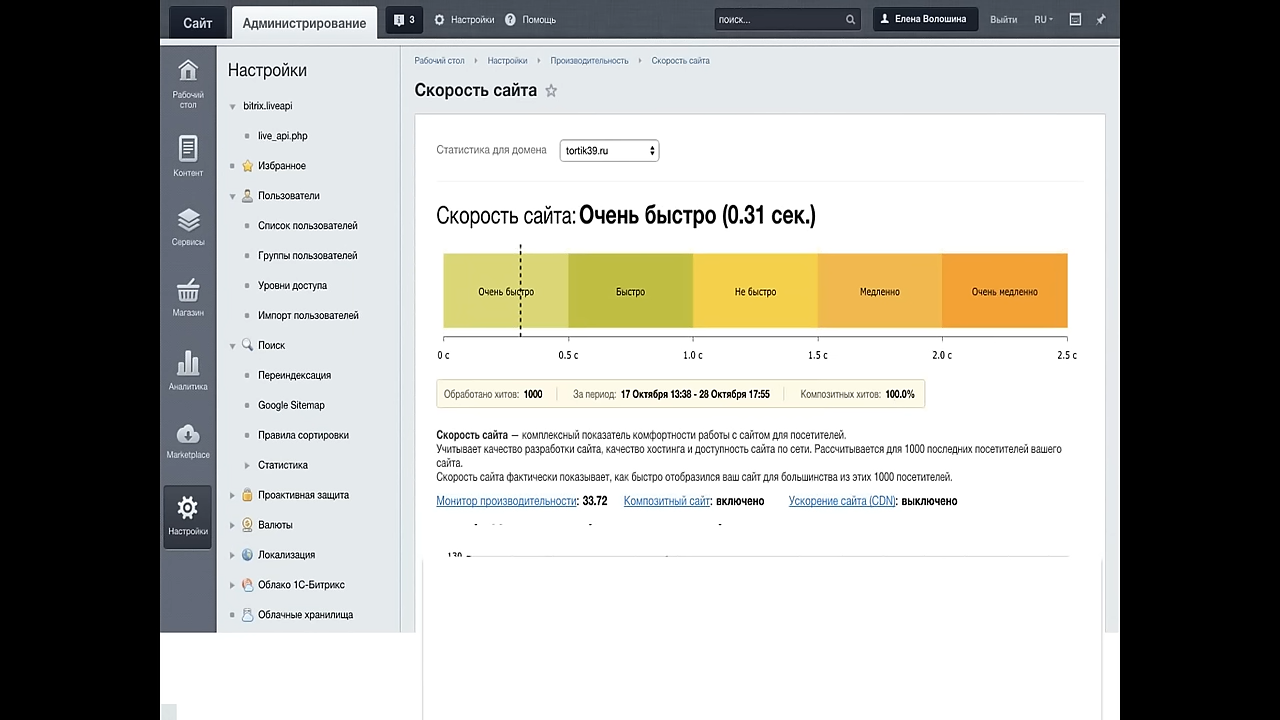 Сайт
Администрирование
3
Настройки
Помощь
поиск...
Елена Волошина
Выйти
RU
Рабочий стол
Контент
Сервисы
Магазин
Аналитика
Marketplace
Настройки
Настройки
bitrix.liveapi
live_api.php
Избранное
Пользователи
Список пользователей
Группы пользователей
Уровни доступа
Импорт пользователей
Поиск
Переиндексация
Google Sitemap
Правила сортировки
Статистика
Проактивная защита
Валюты
Локализация
Облако 1С-Битрикс
Облачные хранилища
Рабочий стол Настройки Производительность Скорость сайта
Скорость сайта
Статистика для домена tortik39.ru
Скорость сайта: Очень быстро (0.31 сек.)
Очень быстро Быстро Не быстро Медленно Очень медленно
0 с 0.5 с 1.0 с 1.5 с 2.0 с 2.5 с
Обработано хитов: 1000 За период: 17 Октября 13:38 - 28 Октября 17:55 Композитных хитов: 100.0%
Скорость сайта — комплексный показатель комфортности работы с сайтом для посетителей.
Учитывает качество разработки сайта, качество хостинга и доступность сайта по сети. Рассчитывается для 1000 последних посетителей вашего
сайта.
Скорость сайта фактически показывает, как быстро отобразился ваш сайт для большинства из этих 1000 посетителей.
Монитор производительности: 33.72 Композитный сайт: включено Ускорение сайта (CDN): выключено